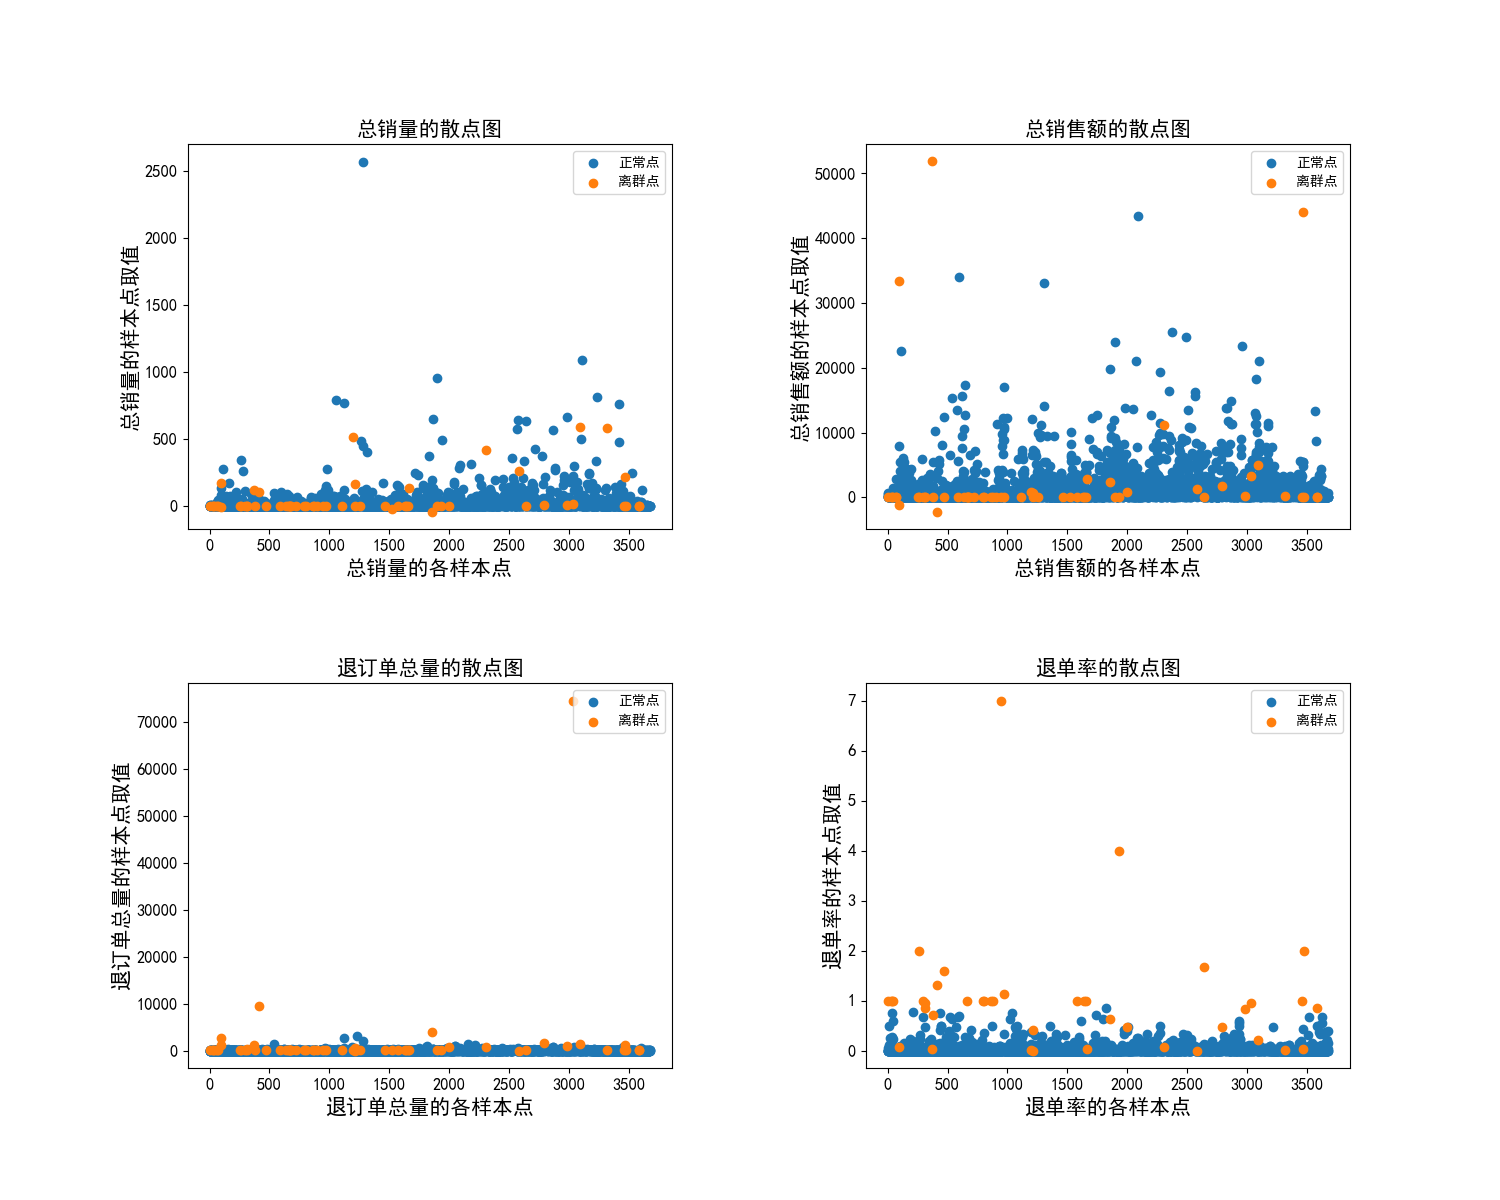 总销量的散点图
2500
2000
1500
1000
500
0
总销量的样本点取值
正常点
离群点
0 500 1000 1500 2000 2500 3000 3500
总销量的各样本点
总销售额的散点图
50000
40000
30000
20000
10000
0
总销售额的样本点取值
正常点
离群点
0 500 1000 1500 2000 2500 3000 3500
总销售额的各样本点
退订单总量的散点图
70000
60000
50000
40000
30000
20000
10000
0
退订单总量的样本点取值
正常点
离群点
0 500 1000 1500 2000 2500 3000 3500
退订单总量的各样本点
退单率的散点图
7
6
5
4
3
2
1
0
退单率的样本点取值
正常点
离群点
0 500 1000 1500 2000 2500 3000 3500
退单率的各样本点